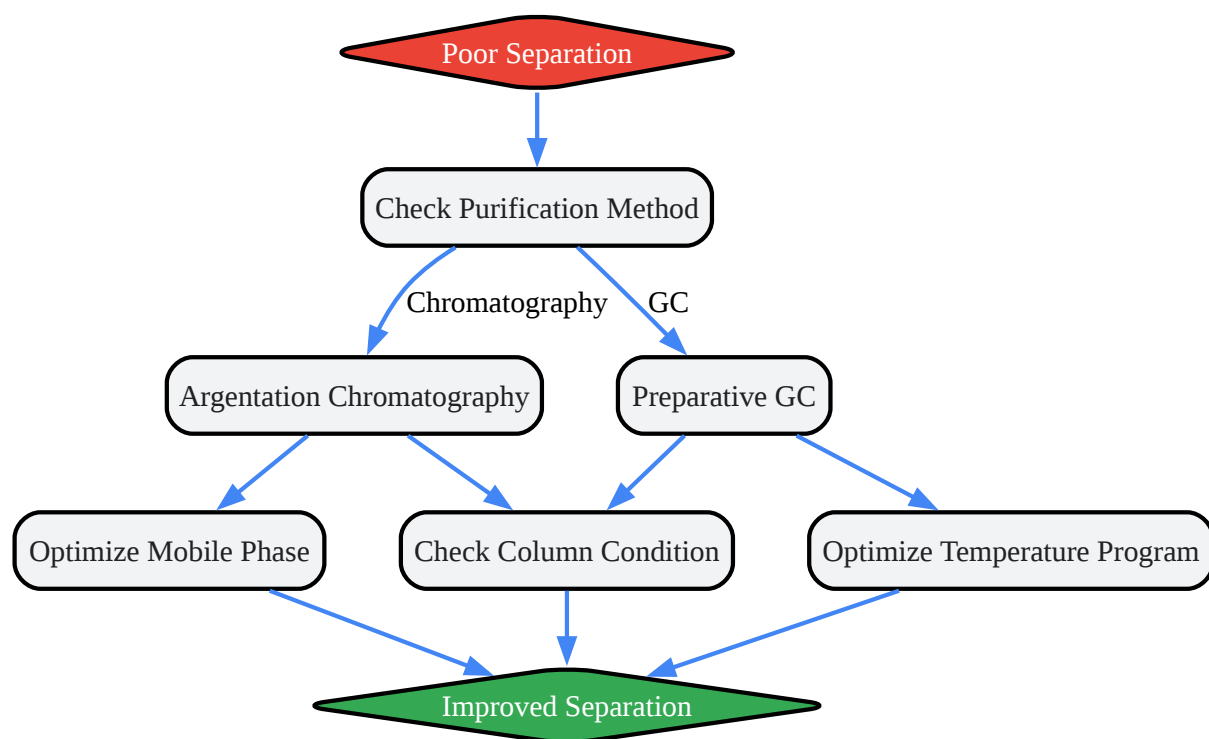 Poor Separation
Check Purification Method
Chromatography
GC
Argentation Chromatography
Preparative GC
Optimize Mobile Phase
Check Column Condition
Optimize Temperature Program
Improved Separation